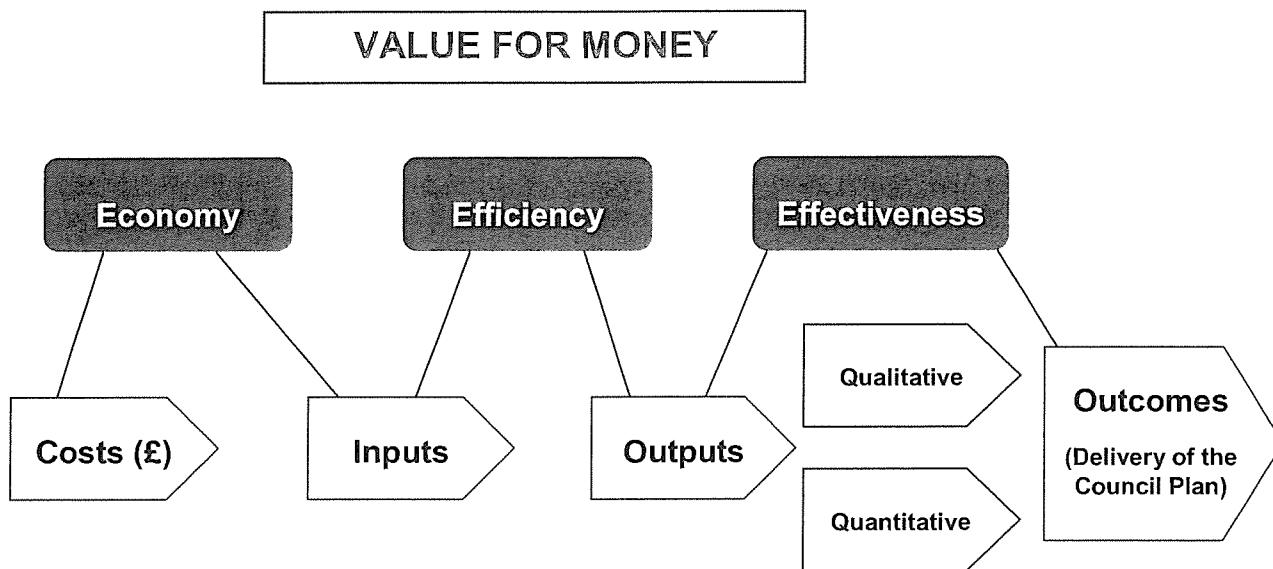 VALUE FOR MONEY
Economy
Efficiency
Effectiveness
Costs (£)
Inputs
Outputs
Qualitative
Quantitative
Outcomes
(Delivery of the
Council Plan)